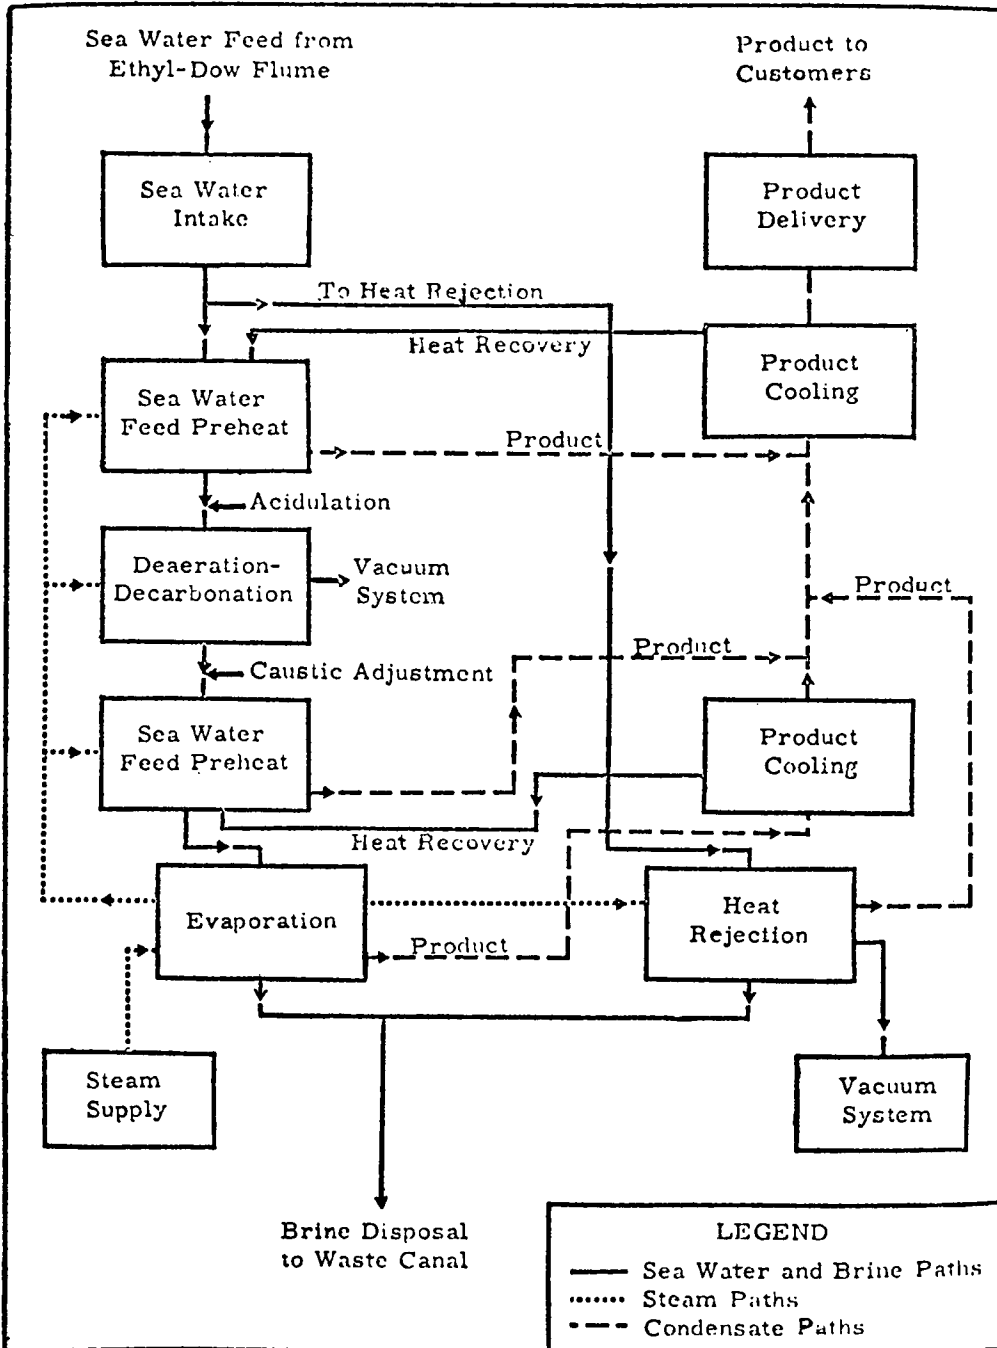 Sea Water Feed from
Ethyl-Dow Flume
Product to
Customers
Sea Water
Intake
Product
Delivery
To Heat Rejection
Heat Recovery
Sea Water
Feed Preheat
Product
Cooling
Product
Acidulation
Deaeration-
Decarbonation
Vacuum
System
Product
Product
Caustic Adjustment
Sea Water
Feed Preheat
Product
Cooling
Heat Recovery
Evaporation
Heat
Rejection
Product
Steam
Supply
Vacuum
System
Brine Disposal
to Waste Canal
LEGEND
Sea Water and Brine Paths
Steam Paths
Condensate Paths